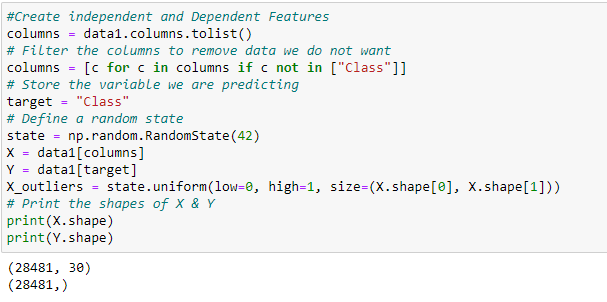 #Create independent and Dependent Features
columns = data1.columns.tolist()
# Filter the columns to remove data we do not want
columns = [c for c in columns if c not in ["Class"]]
# Store the variable we are predicting
target = "Class"
# Define a random state
state = np.random.RandomState(42)
X = data1[columns]
Y = data1[target]
X_outliers = state.uniform(low=0, high=1, size=(X.shape[0], X.shape[1]))
# Print the shapes of X & Y
print(X.shape)
print(Y.shape)
(28481, 30)
(28481,)